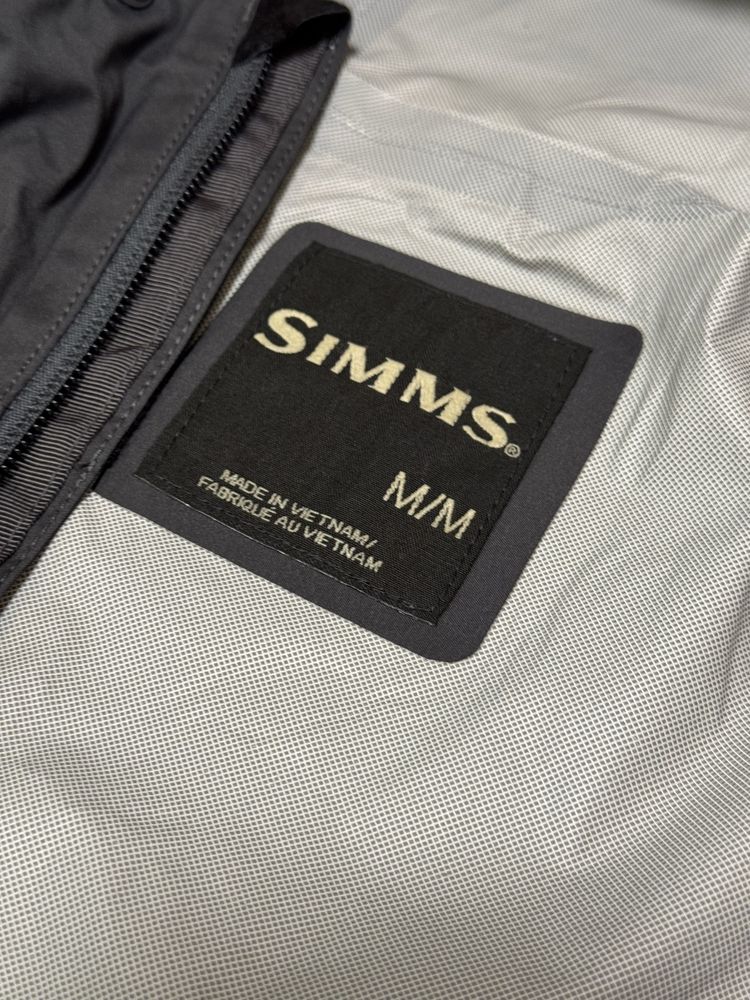 SIMMS®
M/M
MADE IN VIETNAM/
FABRIQUÉ AU VIETNAM